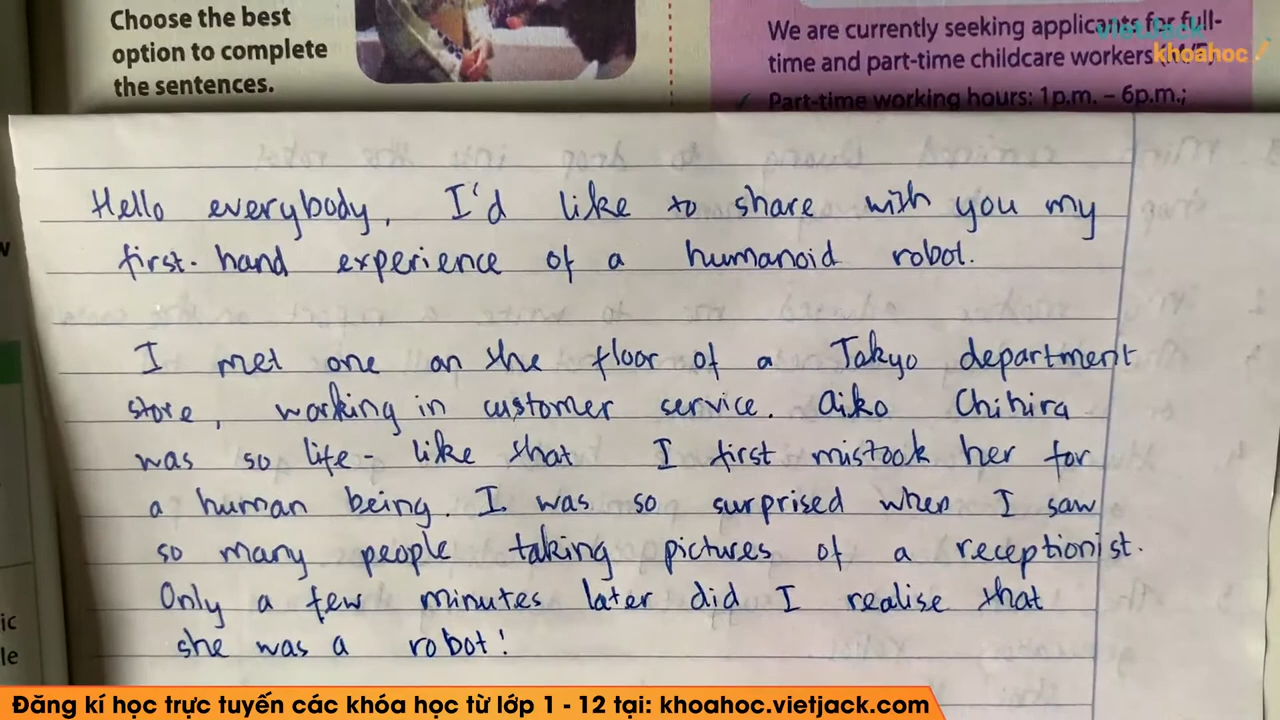 Choose the best
option to complete
the sentences.
We are currently seeking applicants for full-
time and part-time childcare workers
Part-time working hours: 1p.m. – 6p.m.;
vietjack
khoahoc
Hello everybody, I'd like to share with you my
first-hand experience of a humanoid robot.
I met one on the floor of a Tokyo department
store, working in customer service. Aiko Chihira
was so life-like that I first mistook her for
a human being. I was so surprised when I saw
so many people taking pictures of a receptionist.
Only a few minutes later did I realise that
she was a robot!
ic
le
Đăng kí học trực tuyến các khóa học từ lớp 1 - 12 tại: khoahoc.vietjack.com